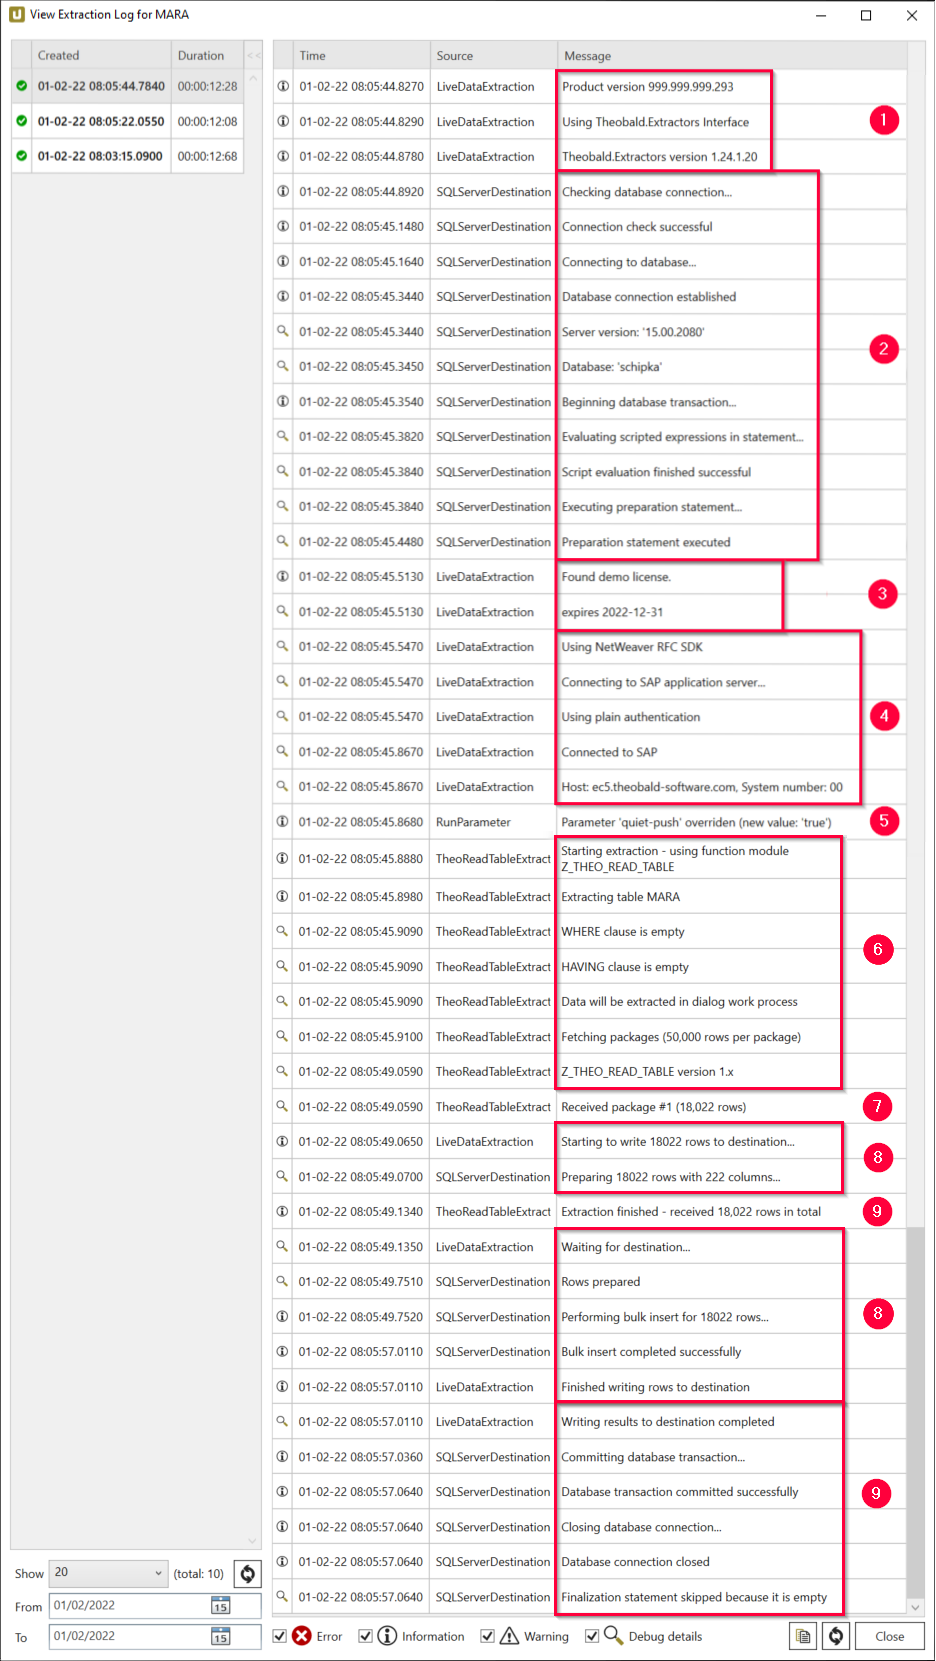 View Extraction Log for MARA
Created Duration <<
01-02-22 08:05:44.7840 00:00:12:28
01-02-22 08:05:22.0550 00:00:12:08
01-02-22 08:03:15.0900 00:00:12:68
Time Source Message
01-02-22 08:05:44.8270 LiveDataExtraction Product version 999.999.999.293
01-02-22 08:05:44.8290 LiveDataExtraction Using Theobald.Extractors Interface 1
01-02-22 08:05:44.8780 LiveDataExtraction Theobald.Extractors version 1.24.1.20
01-02-22 08:05:44.8920 SQLServerDestination Checking database connection...
01-02-22 08:05:45.1480 SQLServerDestination Connection check successful
01-02-22 08:05:45.1640 SQLServerDestination Connecting to database...
01-02-22 08:05:45.3440 SQLServerDestination Database connection established
01-02-22 08:05:45.3440 SQLServerDestination Server version: '15.00.2080'
2
01-02-22 08:05:45.3450 SQLServerDestination Database: 'schipka'
01-02-22 08:05:45.3540 SQLServerDestination Beginning database transaction...
01-02-22 08:05:45.3820 SQLServerDestination Evaluating scripted expressions in statement...
01-02-22 08:05:45.3840 SQLServerDestination Script evaluation finished successful
01-02-22 08:05:45.3840 SQLServerDestination Executing preparation statement...
01-02-22 08:05:45.4480 SQLServerDestination Preparation statement executed
01-02-22 08:05:45.5130 LiveDataExtraction Found demo license.
3
01-02-22 08:05:45.5130 LiveDataExtraction expires 2022-12-31
01-02-22 08:05:45.5470 LiveDataExtraction Using NetWeaver RFC SDK
01-02-22 08:05:45.5470 LiveDataExtraction Connecting to SAP application server...
01-02-22 08:05:45.5470 LiveDataExtraction Using plain authentication 4
01-02-22 08:05:45.8670 LiveDataExtraction Connected to SAP
01-02-22 08:05:45.8670 LiveDataExtraction Host: ec5.theobald-software.com, System number: 00
01-02-22 08:05:45.8680 RunParameter Parameter 'quiet-push' overriden (new value: 'true') 5
01-02-22 08:05:45.8880 TheoReadTableExtract Starting extraction - using function module
Z_THEO_READ_TABLE
01-02-22 08:05:45.8980 TheoReadTableExtract Extracting table MARA
01-02-22 08:05:45.9090 TheoReadTableExtract WHERE clause is empty
6
01-02-22 08:05:45.9090 TheoReadTableExtract HAVING clause is empty
01-02-22 08:05:45.9090 TheoReadTableExtract Data will be extracted in dialog work process
01-02-22 08:05:45.9100 TheoReadTableExtract Fetching packages (50,000 rows per package)
01-02-22 08:05:49.0590 TheoReadTableExtract Z_THEO_READ_TABLE version 1.x
01-02-22 08:05:49.0590 TheoReadTableExtract Received package #1 (18,022 rows) 7
01-02-22 08:05:49.0650 LiveDataExtraction Starting to write 18022 rows to destination...
8
01-02-22 08:05:49.0700 SQLServerDestination Preparing 18022 rows with 222 columns...
01-02-22 08:05:49.1340 TheoReadTableExtract Extraction finished - received 18,022 rows in total 9
01-02-22 08:05:49.1350 LiveDataExtraction Waiting for destination...
01-02-22 08:05:49.7510 SQLServerDestination Rows prepared
01-02-22 08:05:49.7520 SQLServerDestination Performing bulk insert for 18022 rows... 8
01-02-22 08:05:57.0110 SQLServerDestination Bulk insert completed successfully
01-02-22 08:05:57.0110 LiveDataExtraction Finished writing rows to destination
01-02-22 08:05:57.0110 LiveDataExtraction Writing results to destination completed
01-02-22 08:05:57.0360 SQLServerDestination Committing database transaction...
01-02-22 08:05:57.0640 SQLServerDestination Database transaction committed successfully 9
01-02-22 08:05:57.0640 SQLServerDestination Closing database connection...
01-02-22 08:05:57.0640 SQLServerDestination Database connection closed
01-02-22 08:05:57.0640 SQLServerDestination Finalization statement skipped because it is empty
Show 20 (total: 10)
From 01/02/2022 15
To 01/02/2022 15
Error Information Warning Debug details Close